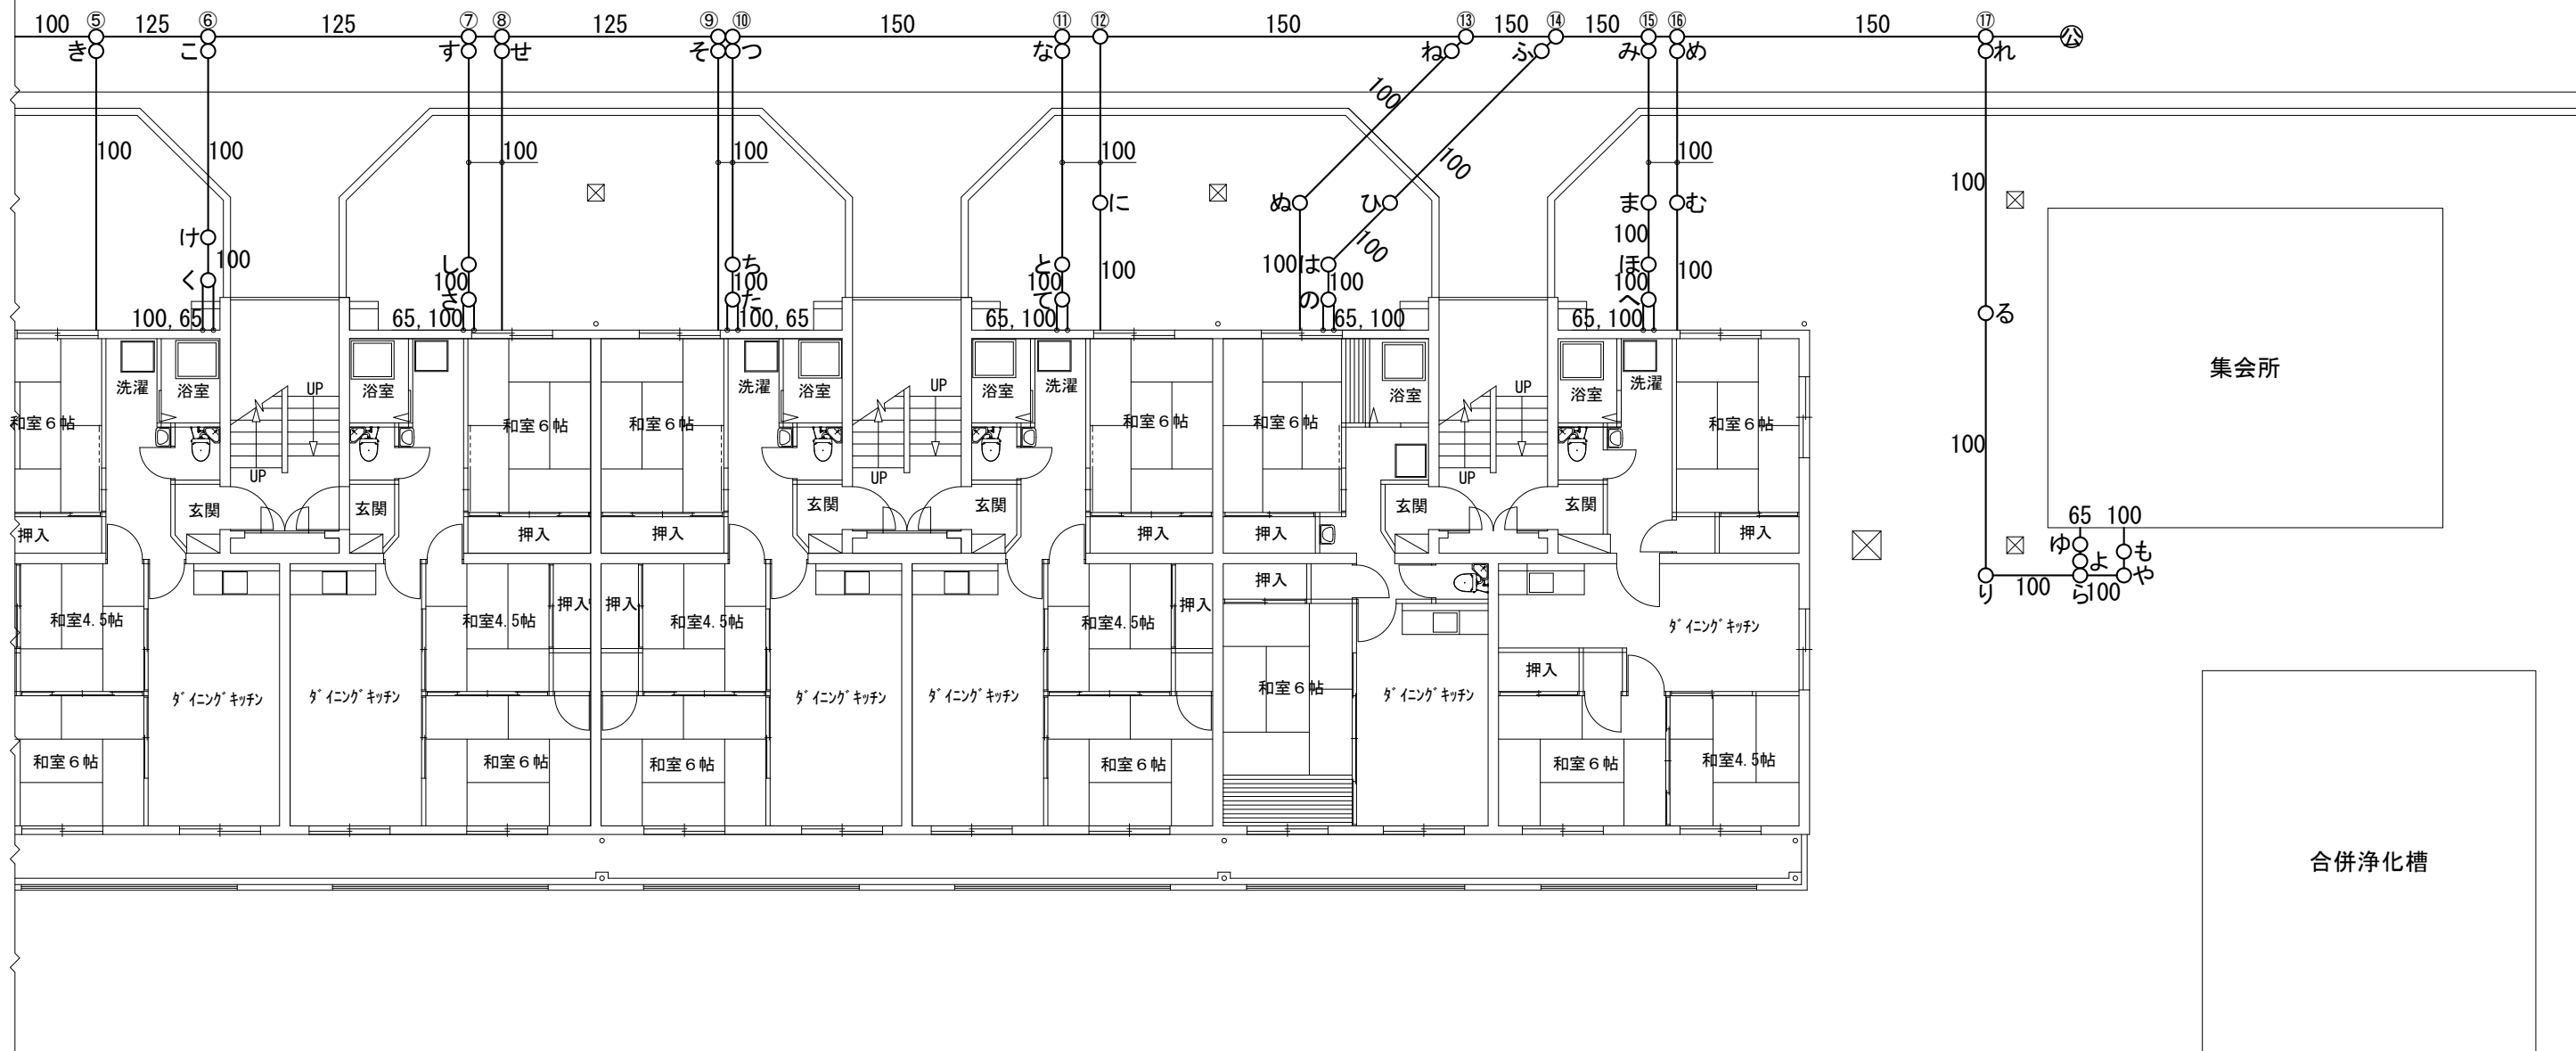 100 ⑤ 125 ⑥ 125 ⑦ ⑧ 125 ⑨ ⑩ 150 ⑪ ⑫ 150 ⑬ 150 ⑭ 150 ⑮ ⑯ 150 ⑰ 公
き こ す せ そ つ な ね ふ み め れ
100
100
100 100 100 100 100 100
100
に ぬ ひ ま む
け 100 100
く し 100 ち 100 と 100 100 100 は 100 ほ 100 100 る
さ た て の へ
100,65 65,100 100,65 65,100 65,100 65,100
洗濯 浴室 UP 浴室 洗濯 浴室 UP 浴室 洗濯 浴室 UP 浴室 洗濯
集会所
和室６帖 和室６帖 和室６帖 和室６帖 和室６帖 和室６帖
100
UP UP UP
玄関 玄関 玄関 玄関 玄関 玄関
押入 押入 押入 押入 押入 押入
65 100
ゆ よ も
押入
り 100 ら 100 や
和室4.5帖 和室4.5帖 押入 押入 和室4.5帖 和室4.5帖 押入
ﾀﾞｲﾆﾝｸﾞｷｯﾁﾝ
押入
和室６帖
ﾀﾞｲﾆﾝｸﾞｷｯﾁﾝ ﾀﾞｲﾆﾝｸﾞｷｯﾁﾝ ﾀﾞｲﾆﾝｸﾞｷｯﾁﾝ ﾀﾞｲﾆﾝｸﾞｷｯﾁﾝ ﾀﾞｲﾆﾝｸﾞｷｯﾁﾝ
和室６帖 和室６帖 和室６帖 和室６帖 和室６帖 和室4.5帖
合併浄化槽